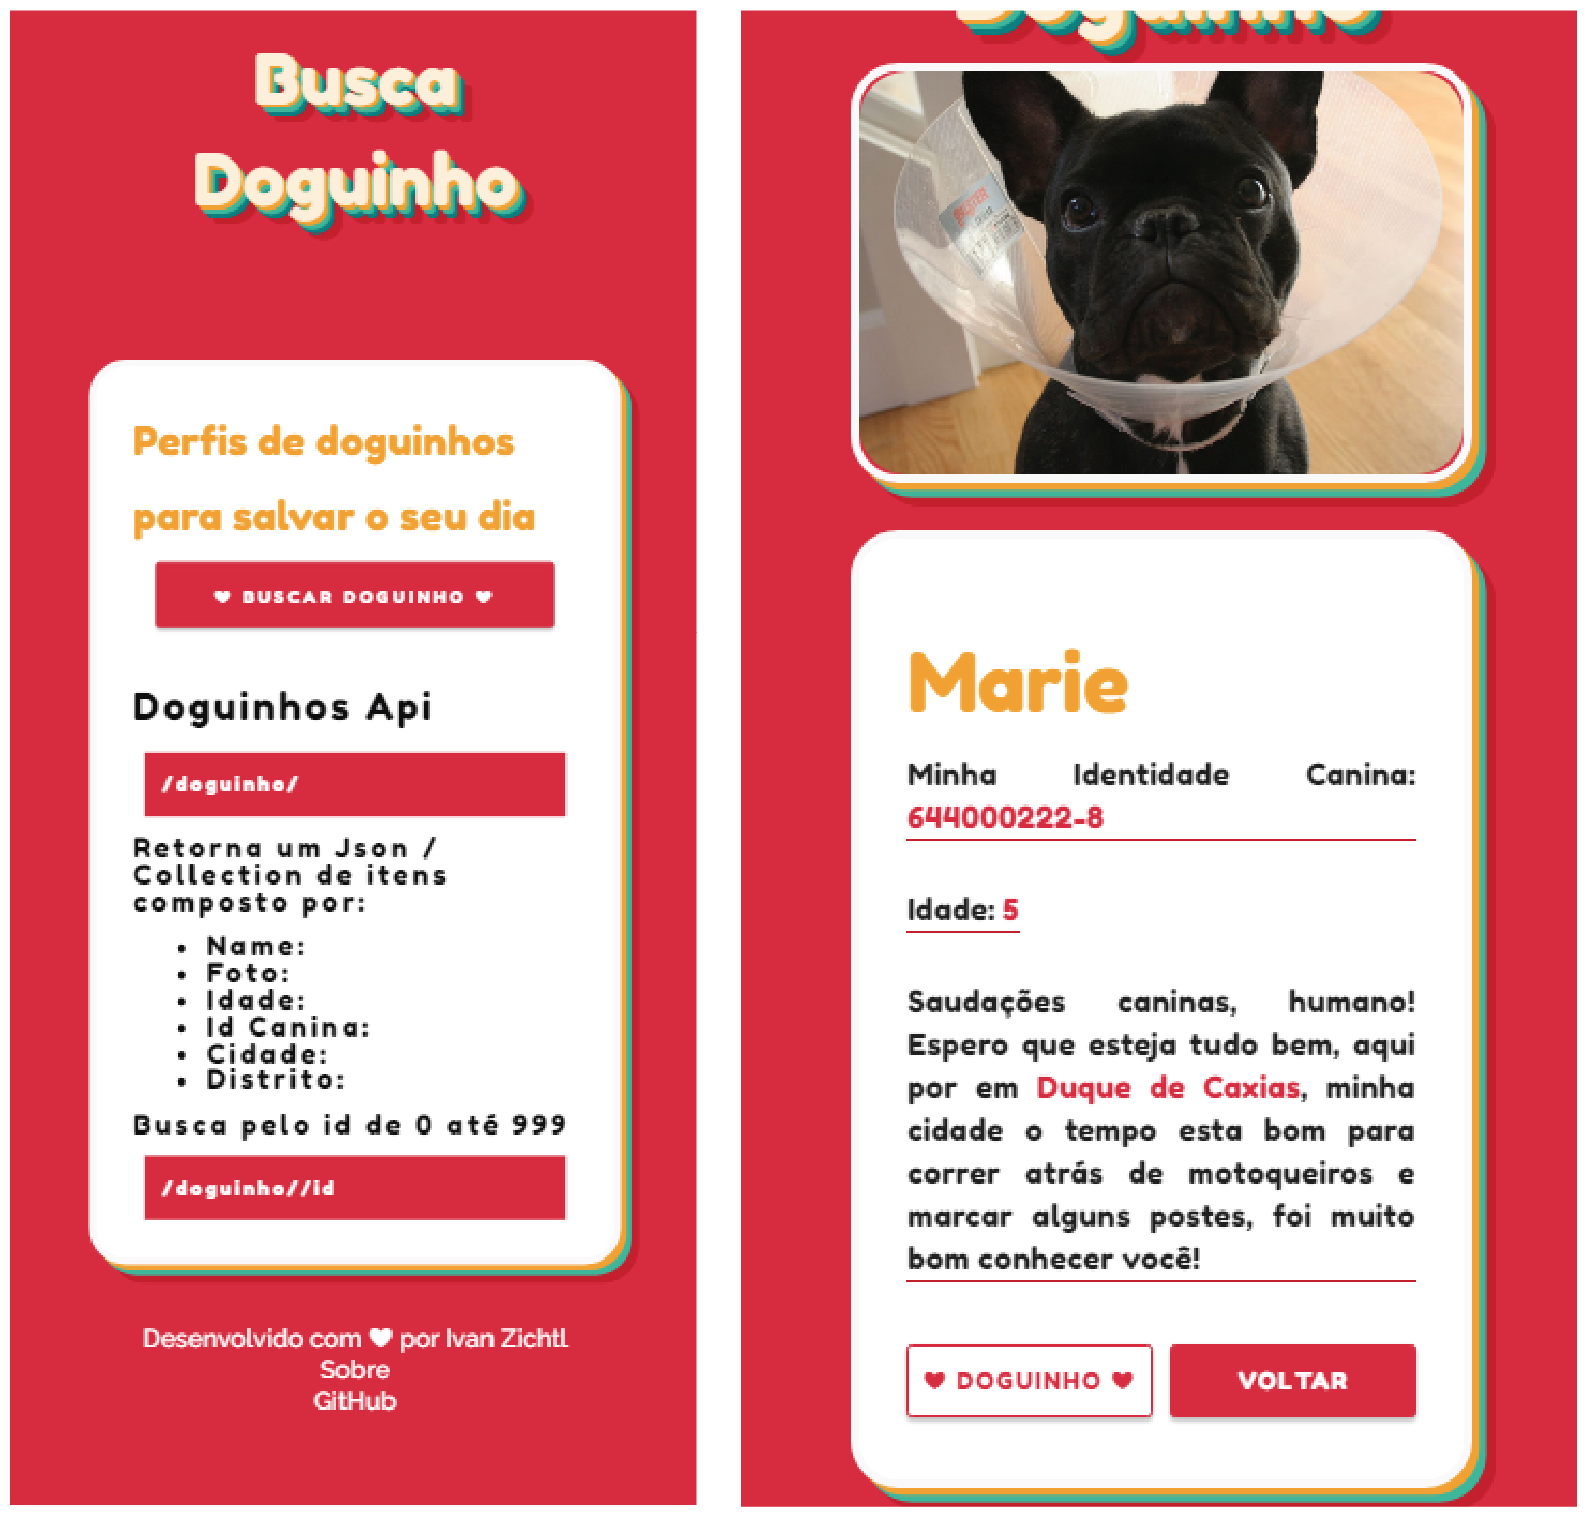 Busca
Doguinho
Perfis de doguinhos
para salvar o seu dia
❤ BUSCAR DOGUINHO ❤
Doguinhos Api
/doguinho/
Retorna um Json /
Collection de itens
composto por:
• Name:
• Foto:
• Idade:
• Id Canina:
• Cidade:
• Distrito:
Busca pelo id de 0 até 999
/doguinho//id
Desenvolvido com ❤ por Ivan Zichtl
Sobre
GitHub
Doguinho
Marie
Minha Identidade Canina:
644000222-8
Idade: 5
Saudações caninas, humano!
Espero que esteja tudo bem, aqui
por em Duque de Caxias, minha
cidade o tempo esta bom para
correr atrás de motoqueiros e
marcar alguns postes, foi muito
bom conhecer você!
❤ DOGUINHO ❤
VOLTAR